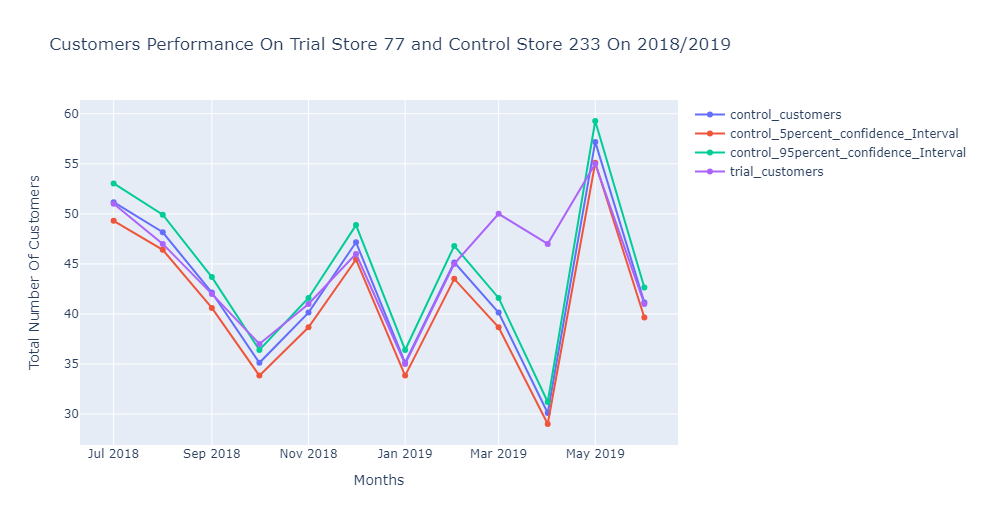 Customers Performance On Trial Store 77 and Control Store 233 On 2018/2019
control_customers
control_5percent_confidence_Interval
control_95percent_confidence_Interval
trial_customers
Total Number Of Customers
60
55
50
45
40
35
30
Jul 2018
Sep 2018
Nov 2018
Jan 2019
Mar 2019
May 2019
Months